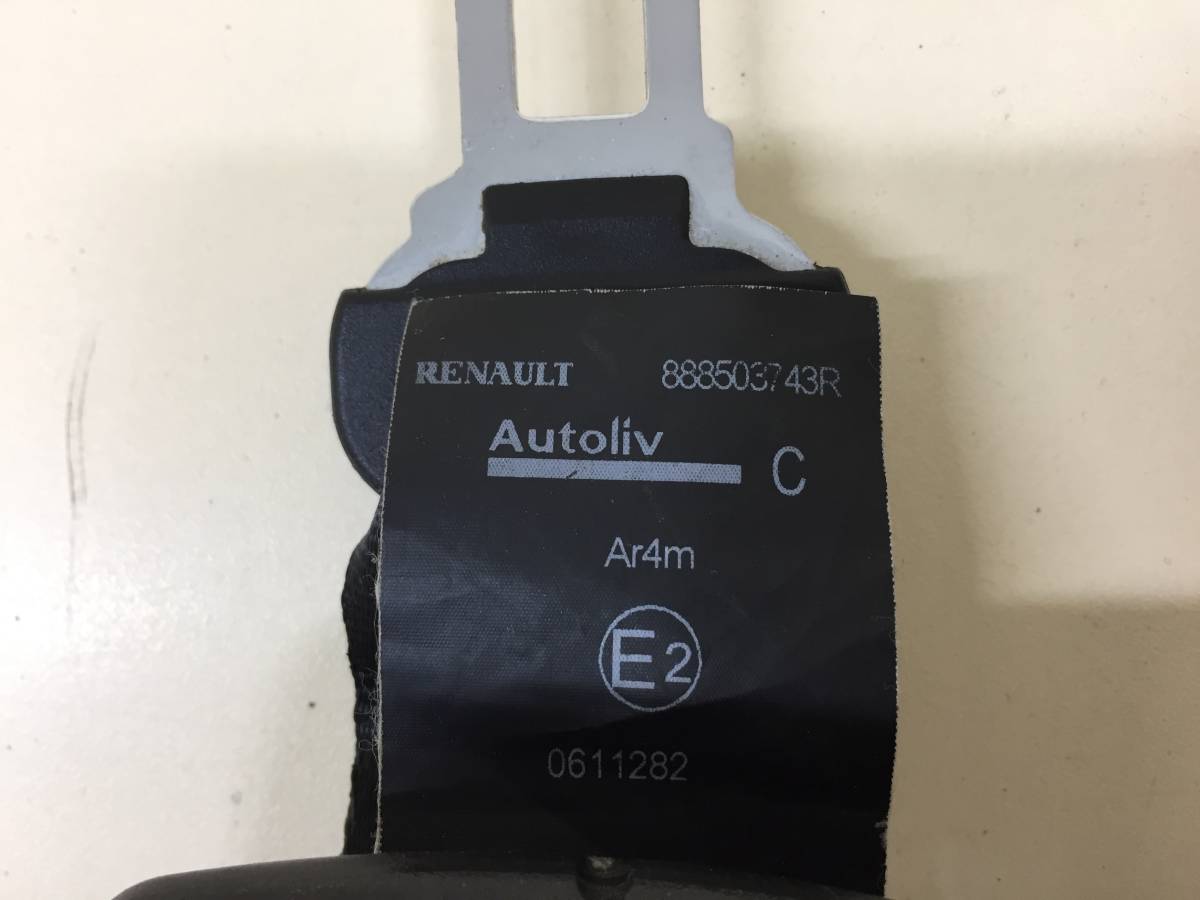 RENAULT 888503743R
Autoliv C
Ar4m
E2
0611282